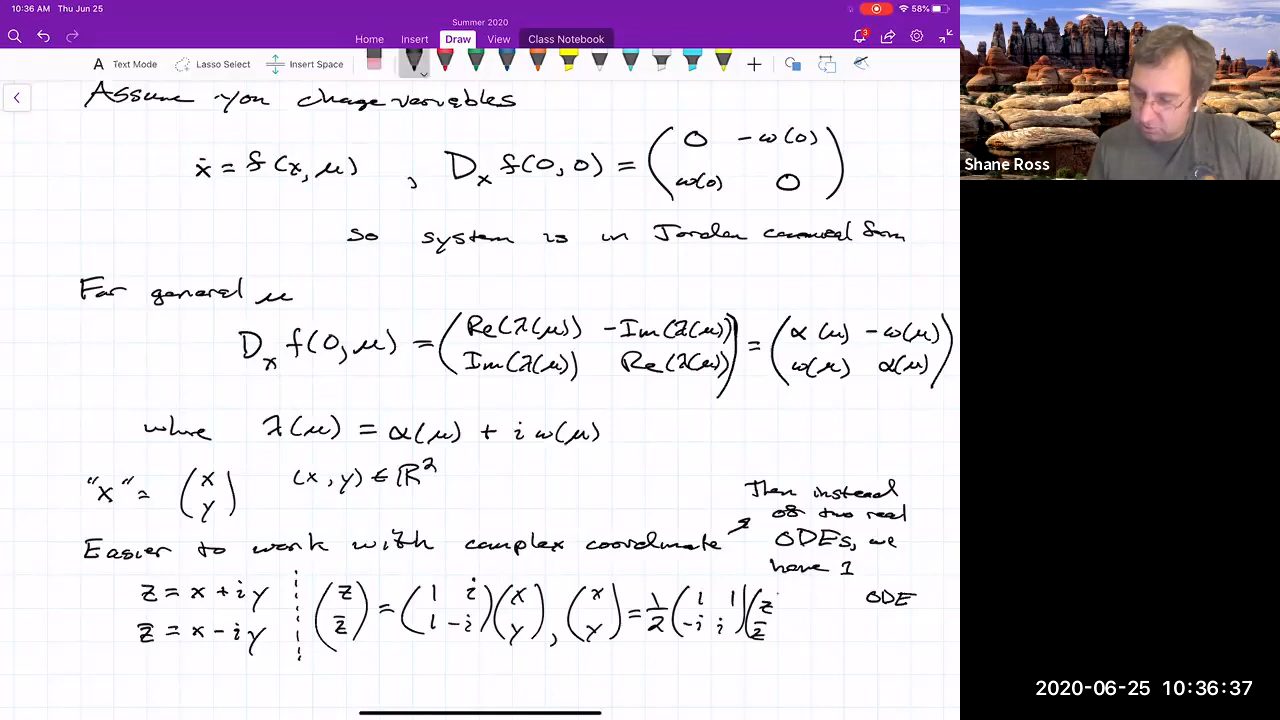 10:36 AM Thu Jun 25
58%
Summer 2020
Home Insert Draw View Class Notebook
3
A Text Mode Lasso Select Insert Space
Assume you change variables
ẋ = f(x, μ) , D_x f(0, 0) = ( 0 -ω(0)
ω(0) 0 )
so system is in Jordan canonical form
For general μ
D_x f(0, μ) = ( Re(λ(μ)) -Im(λ(μ)) = ( α(μ) -ω(μ)
Im(λ(μ)) Re(λ(μ)) ) ω(μ) α(μ) )
where λ(μ) = α(μ) + i ω(μ)
"x" = ( x y ) (x, y) ∈ ℝ²
Then instead
of two real
ODEs, we
have 1
ODE
Easier to work with complex coordinate
z = x + i y ( z = ( 1 i ( x , ( x = 1/2 ( 1 1 ( z
z̄ = x - i y z̄ ) 1 -i ) y ) y ) -i i ) z̄
Shane Ross
2020-06-25 10:36:37